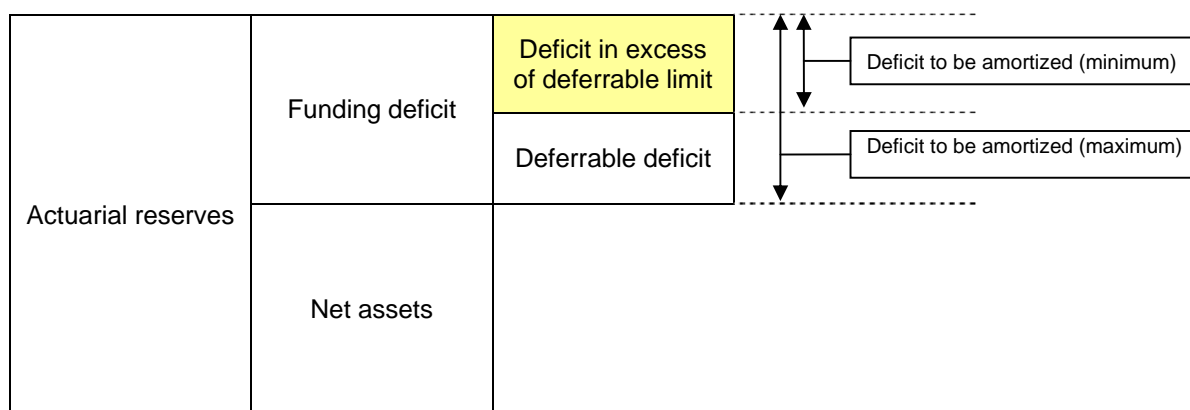 Actuarial reserves
Funding deficit
Net assets
Deficit in excess
of deferrable limit
Deferrable deficit
Deficit to be amortized (minimum)
Deficit to be amortized (maximum)